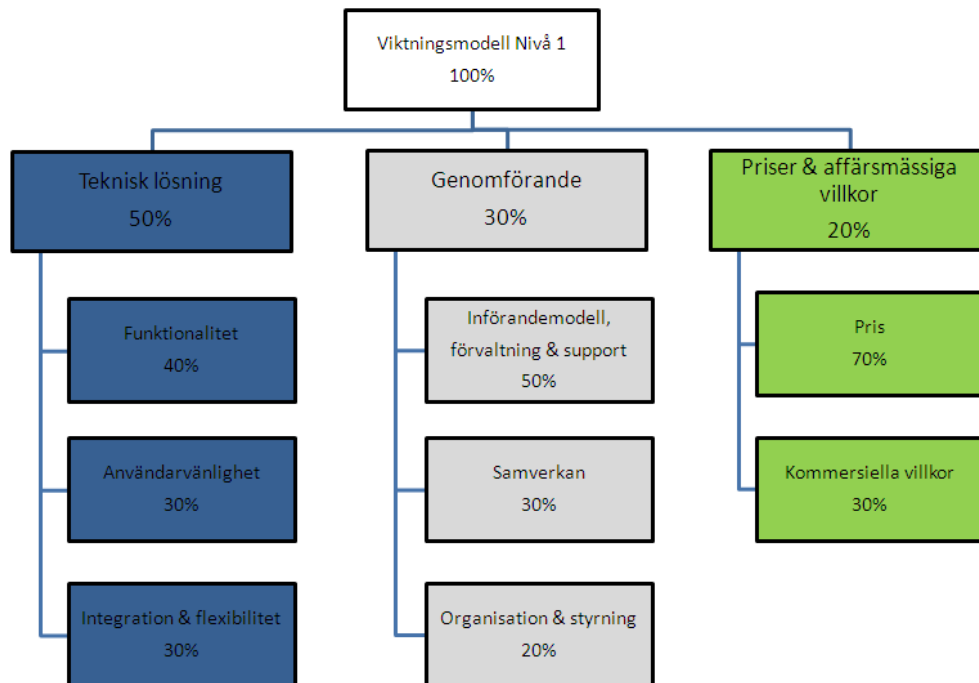 Viktningsmodell Nivå 1
100%
Teknisk lösning
50%
Funktionalitet
40%
Användarvänlighet
30%
Integration & flexibilitet
30%
Genomförande
30%
Införandemodell,
förvaltning & support
50%
Samverkan
30%
Organisation & styrning
20%
Priser & affärsmässiga
villkor
20%
Pris
70%
Kommersiella villkor
30%